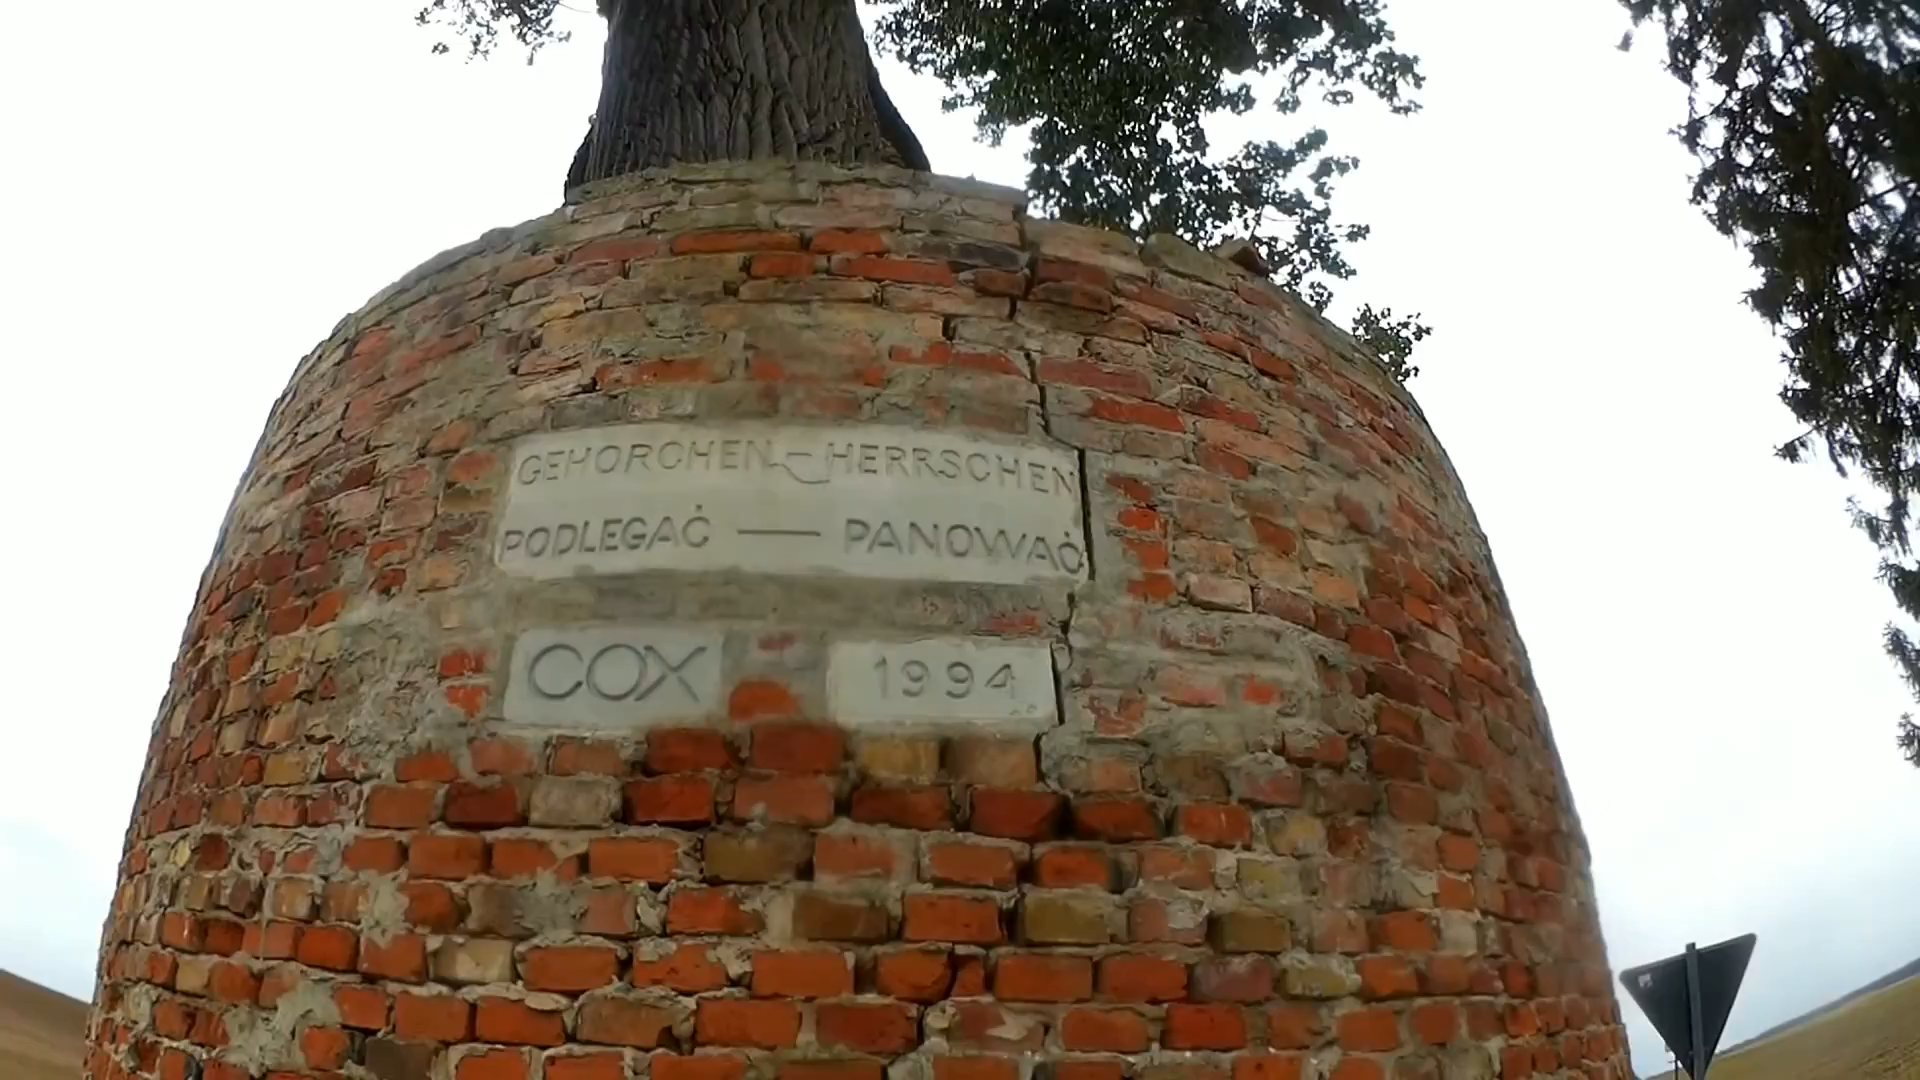 GEHORCHEN – HERRSCHEN
PODLEGAĆ — PANOWAĆ
COX 1994